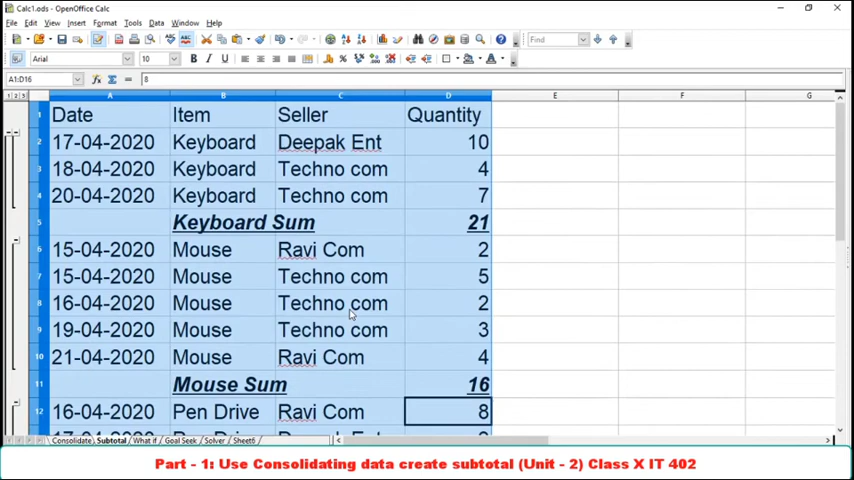 Calc1.ods - OpenOffice Calc
File Edit View Insert Format Tools Data Window Help
Find
Arial 10 B I U
A1:D16 8
1 2 3 A B C D E F G
1 Date Item Seller Quantity
2 17-04-2020 Keyboard Deepak Ent 10
3 18-04-2020 Keyboard Techno com 4
4 20-04-2020 Keyboard Techno com 7
5 Keyboard Sum 21
6 15-04-2020 Mouse Ravi Com 2
7 15-04-2020 Mouse Techno com 5
8 16-04-2020 Mouse Techno com 2
9 19-04-2020 Mouse Techno com 3
10 21-04-2020 Mouse Ravi Com 4
11 Mouse Sum 16
12 16-04-2020 Pen Drive Ravi Com 8
Consolidate Subtotal What if Goal Seek Solver Sheet6
Part - 1: Use Consolidating data create subtotal (Unit - 2) Class X IT 402